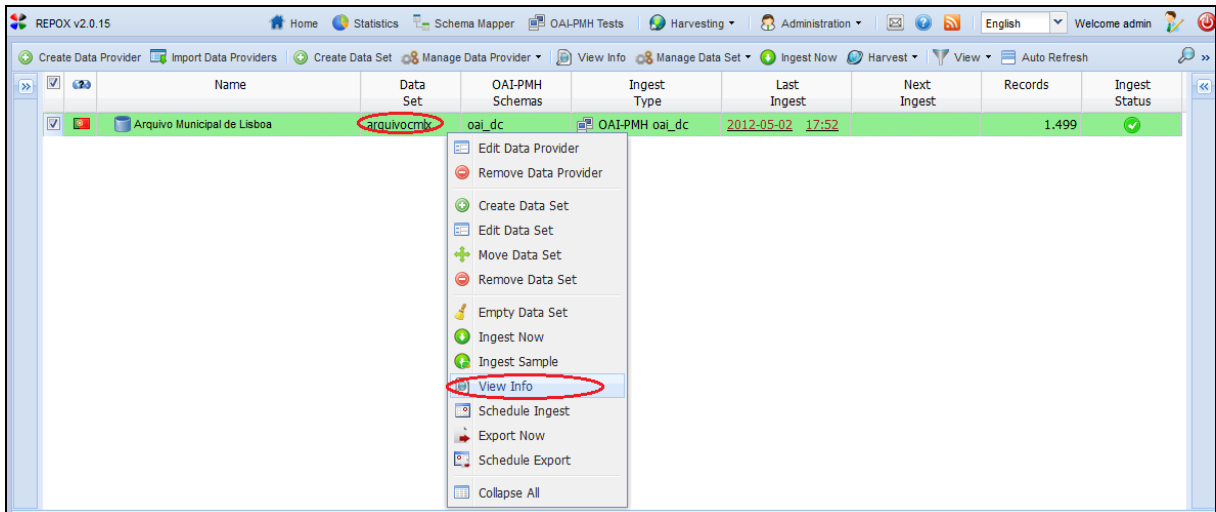 REPOX v2.0.15 Home Statistics Schema Mapper OAI-PMH Tests Harvesting Administration English Welcome admin
Create Data Provider Import Data Providers Create Data Set Manage Data Provider View Info Manage Data Set Ingest Now Harvest View Auto Refresh
Name Data Set OAI-PMH Schemas Ingest Type Last Ingest Next Ingest Records Ingest Status
Arquivo Municipal de Lisboa arquivocmlx oai_dc OAI-PMH oai_dc 2012-05-02 17:52 1.499
Edit Data Provider
Remove Data Provider
Create Data Set
Edit Data Set
Move Data Set
Remove Data Set
Empty Data Set
Ingest Now
Ingest Sample
View Info
Schedule Ingest
Export Now
Schedule Export
Collapse All